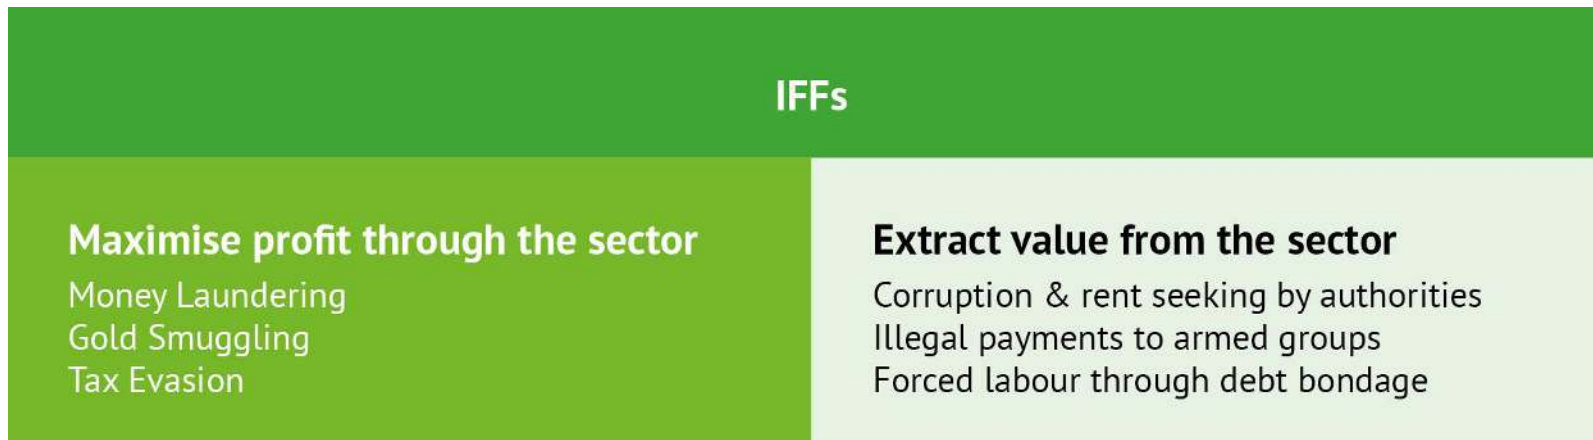 IFFs
Maximise profit through the sector
Money Laundering
Gold Smuggling
Tax Evasion
Extract value from the sector
Corruption & rent seeking by authorities
Illegal payments to armed groups
Forced labour through debt bondage